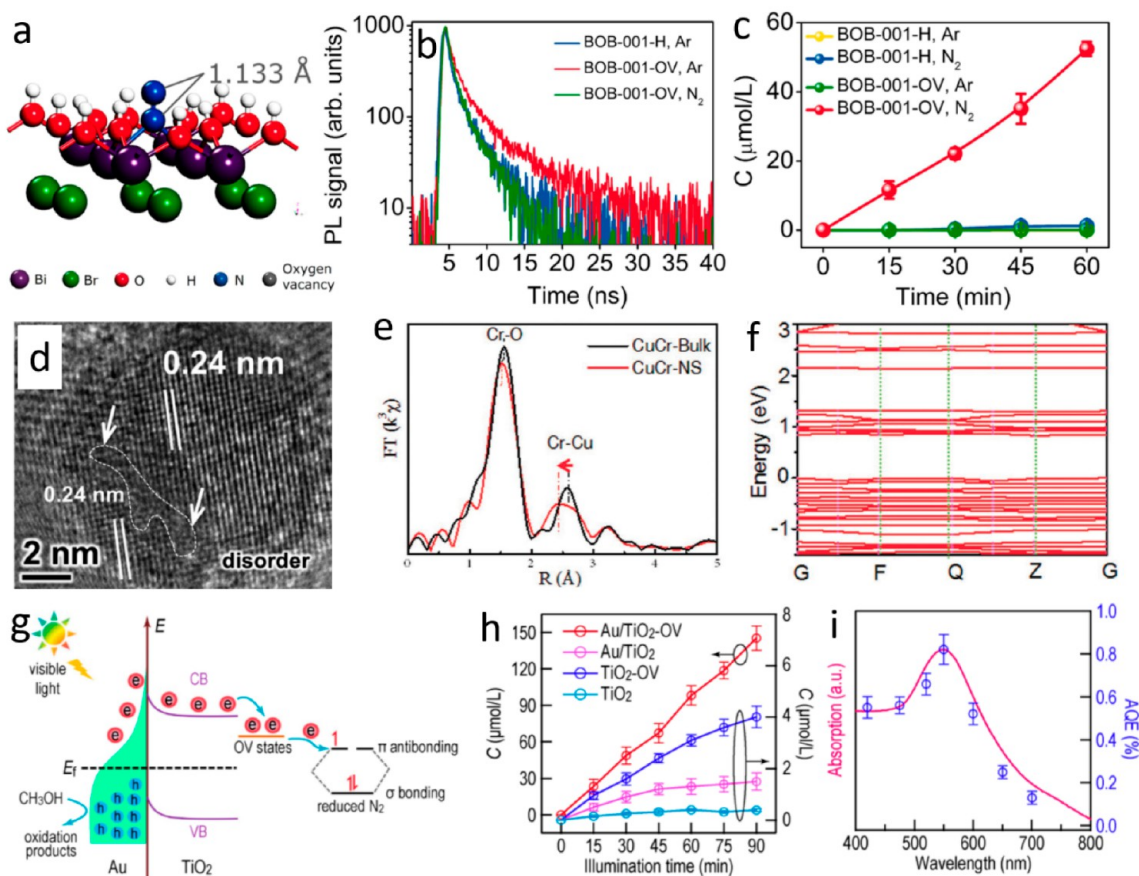 a
1.133 Å
Bi
Br
O
H
N
Oxygen
vacancy
b
PL signal (arb. units)
1000
100
10
BOB-001-H, Ar
BOB-001-OV, Ar
BOB-001-OV, N₂
5 10 15 20 25 30 35 40
Time (ns)
c
C (μmol/L)
60
40
20
0
BOB-001-H, Ar
BOB-001-H, N₂
BOB-001-OV, Ar
BOB-001-OV, N₂
0 15 30 45 60
Time (min)
d
0.24 nm
0.24 nm
2 nm
disorder
e
FT (k³χ)
Cr-O
CuCr-Bulk
CuCr-NS
Cr-Cu
0 1 2 3 4 5
R (Å)
f
Energy (eV)
3
2
1
0
-1
G F Q Z G
g
E
visible
light
CB
e e e e e e e e
OV states
π antibonding
σ bonding
reduced N₂
Ef
CH₃OH
oxidation
products
h h h h h h h h
VB
Au TiO₂
h
C (μmol/L)
150
120
90
60
30
0
Au/TiO₂-OV
Au/TiO₂
TiO₂-OV
TiO₂
8
6
4
2
0
C (μmol/L)
0 15 30 45 60 75 90
Illumination time (min)
i
Absorption (a.u.)
1.0
0.8
0.6
0.4
0.2
0.0
AQE (%)
400 500 600 700 800
Wavelength (nm)